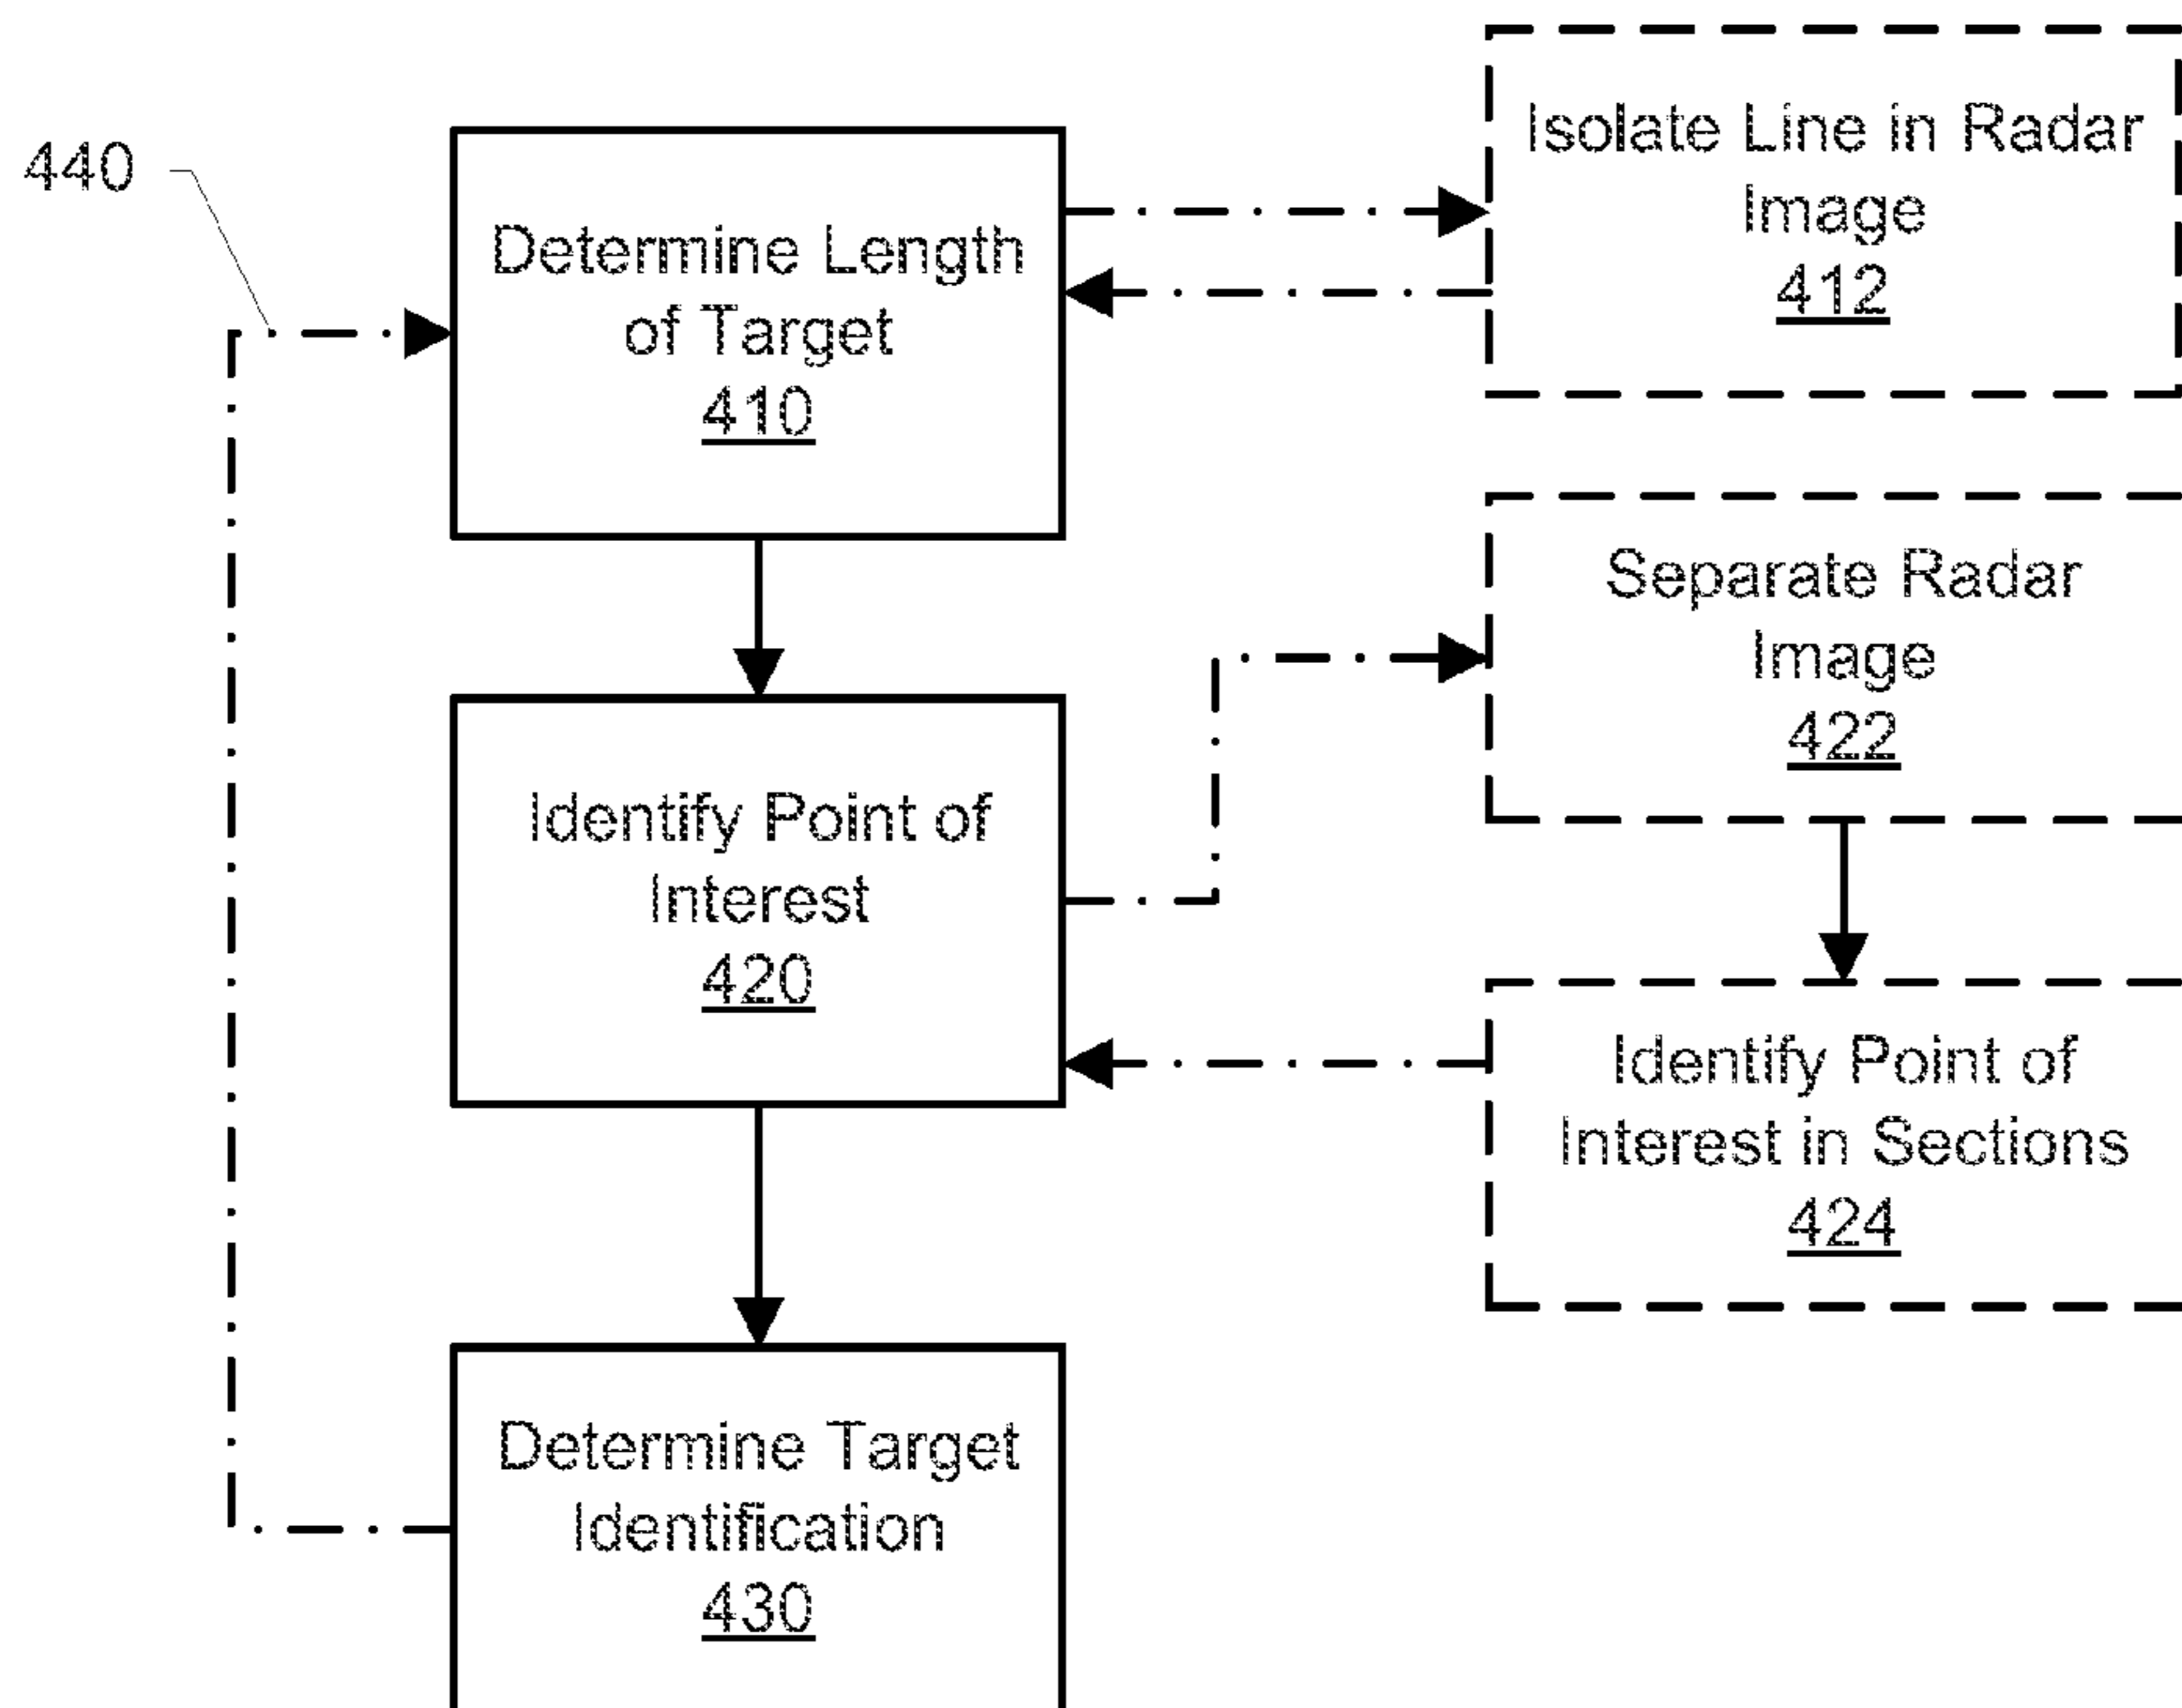 440
Determine Length
of Target
410
Isolate Line in Radar
Image
412
Identify Point of
Interest
420
Separate Radar
Image
422
Identify Point of
Interest in Sections
424
Determine Target
Identification
430